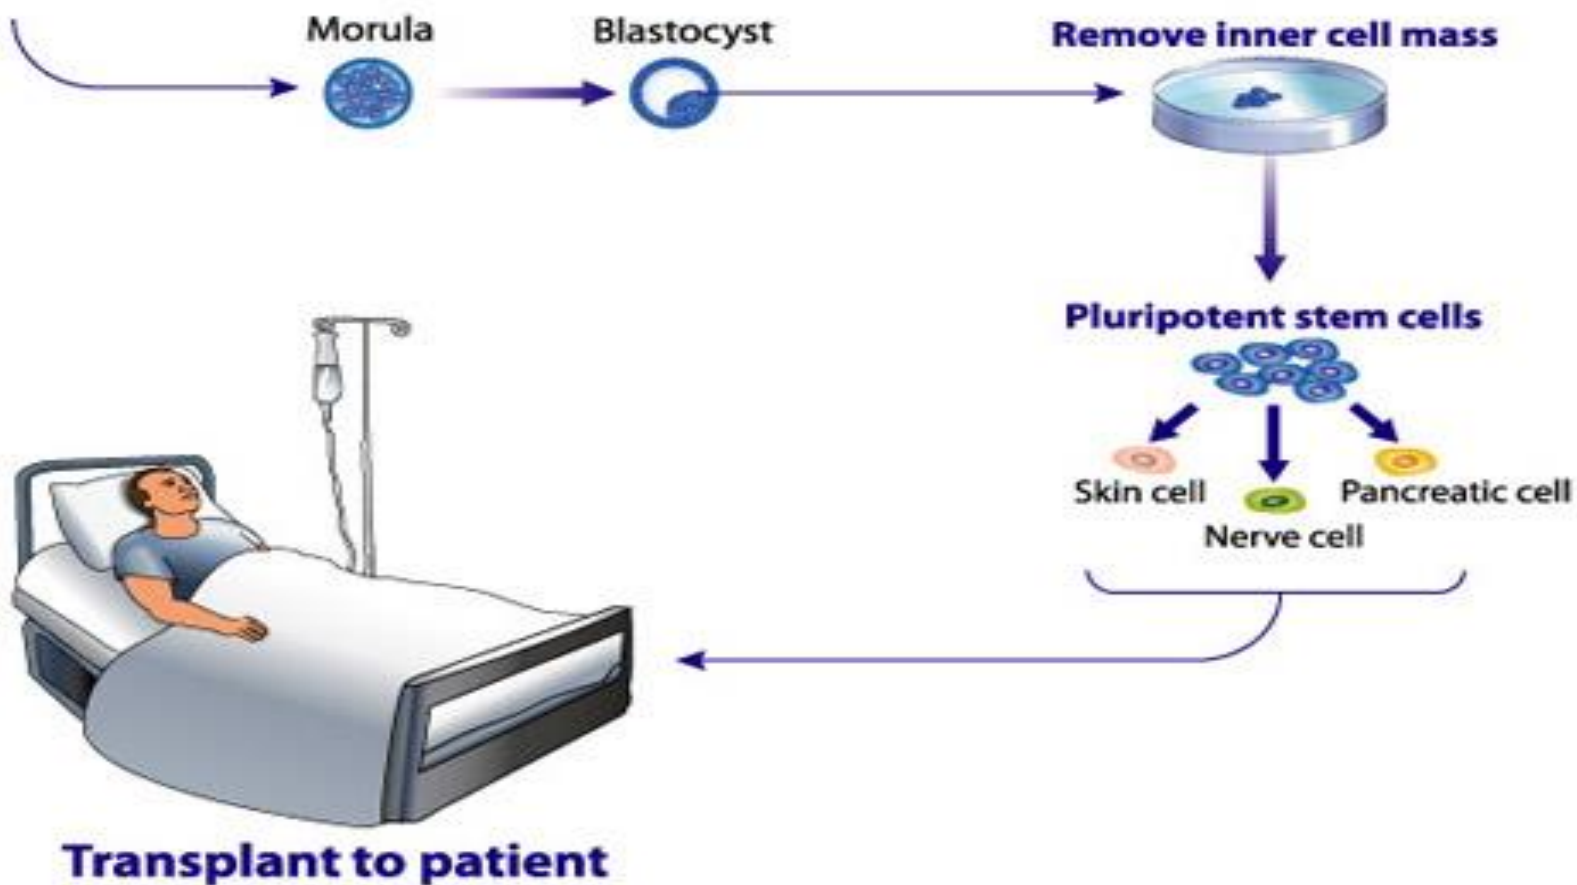 Morula
Blastocyst
Remove inner cell mass
Pluripotent stem cells
Skin cell
Pancreatic cell
Nerve cell
Transplant to patient